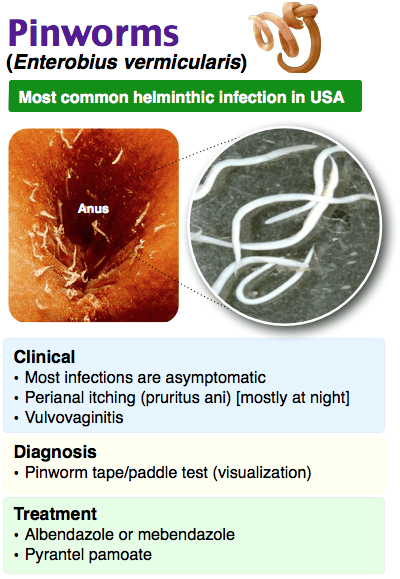 Pinworms
(Enterobius vermicularis)
Most common helminthic infection in USA
Anus
Clinical
• Most infections are asymptomatic
• Perianal itching (pruritus ani) [mostly at night]
• Vulvovaginitis
Diagnosis
• Pinworm tape/paddle test (visualization)
Treatment
• Albendazole or mebendazole
• Pyrantel pamoate